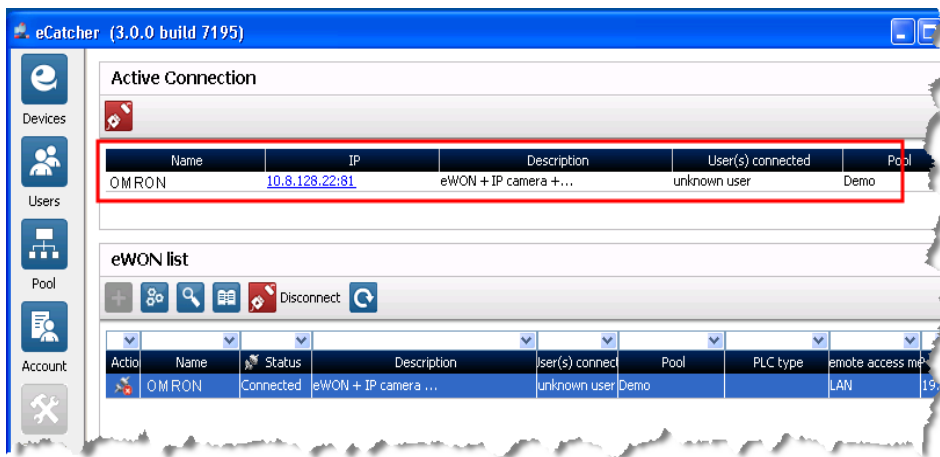 eCatcher (3.0.0 build 7195)
Devices
Users
Pool
Account
Active Connection
Name IP Description User(s) connected Pool
OMRON 10.8.128.22:81 eWON + IP camera +... unknown user Demo
eWON list
Disconnect
Actio Name Status Description Jser(s) connect Pool PLC type emote access me
OMRON Connected eWON + IP camera ... unknown user Demo LAN 19.